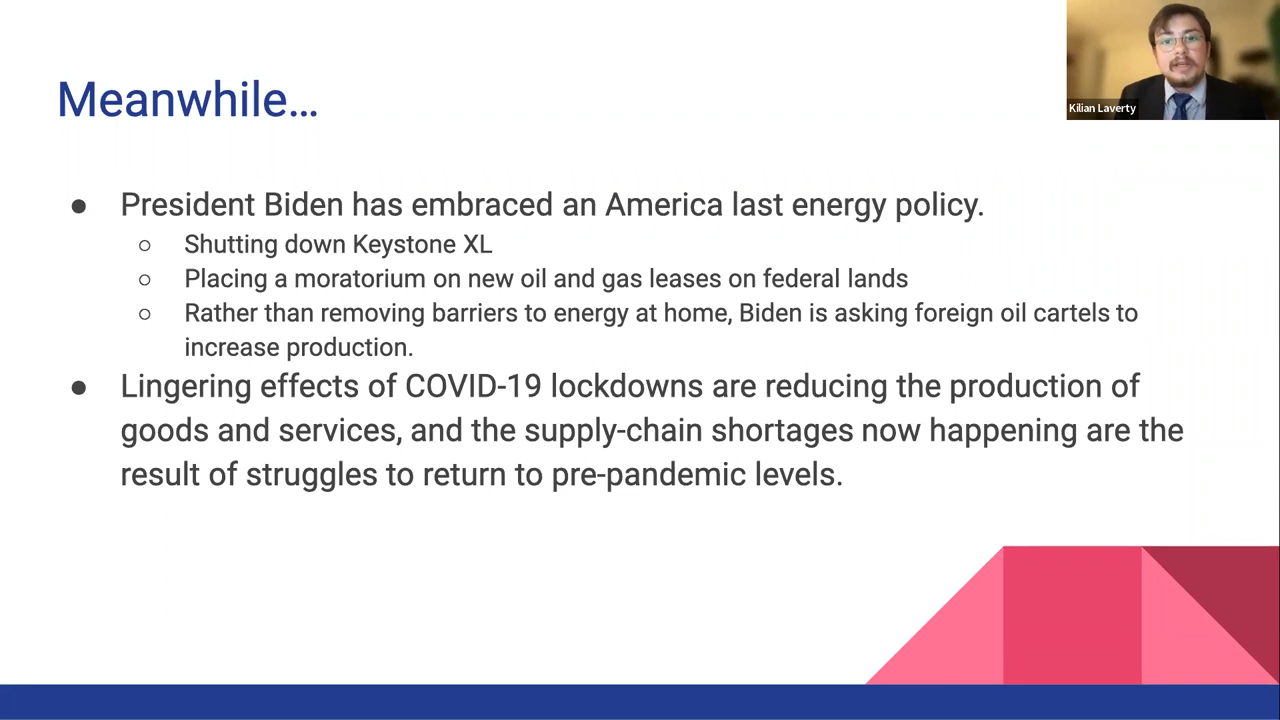 Kilian Laverty
Meanwhile…
● President Biden has embraced an America last energy policy.
○ Shutting down Keystone XL
○ Placing a moratorium on new oil and gas leases on federal lands
○ Rather than removing barriers to energy at home, Biden is asking foreign oil cartels to
increase production.
● Lingering effects of COVID-19 lockdowns are reducing the production of
goods and services, and the supply-chain shortages now happening are the
result of struggles to return to pre-pandemic levels.